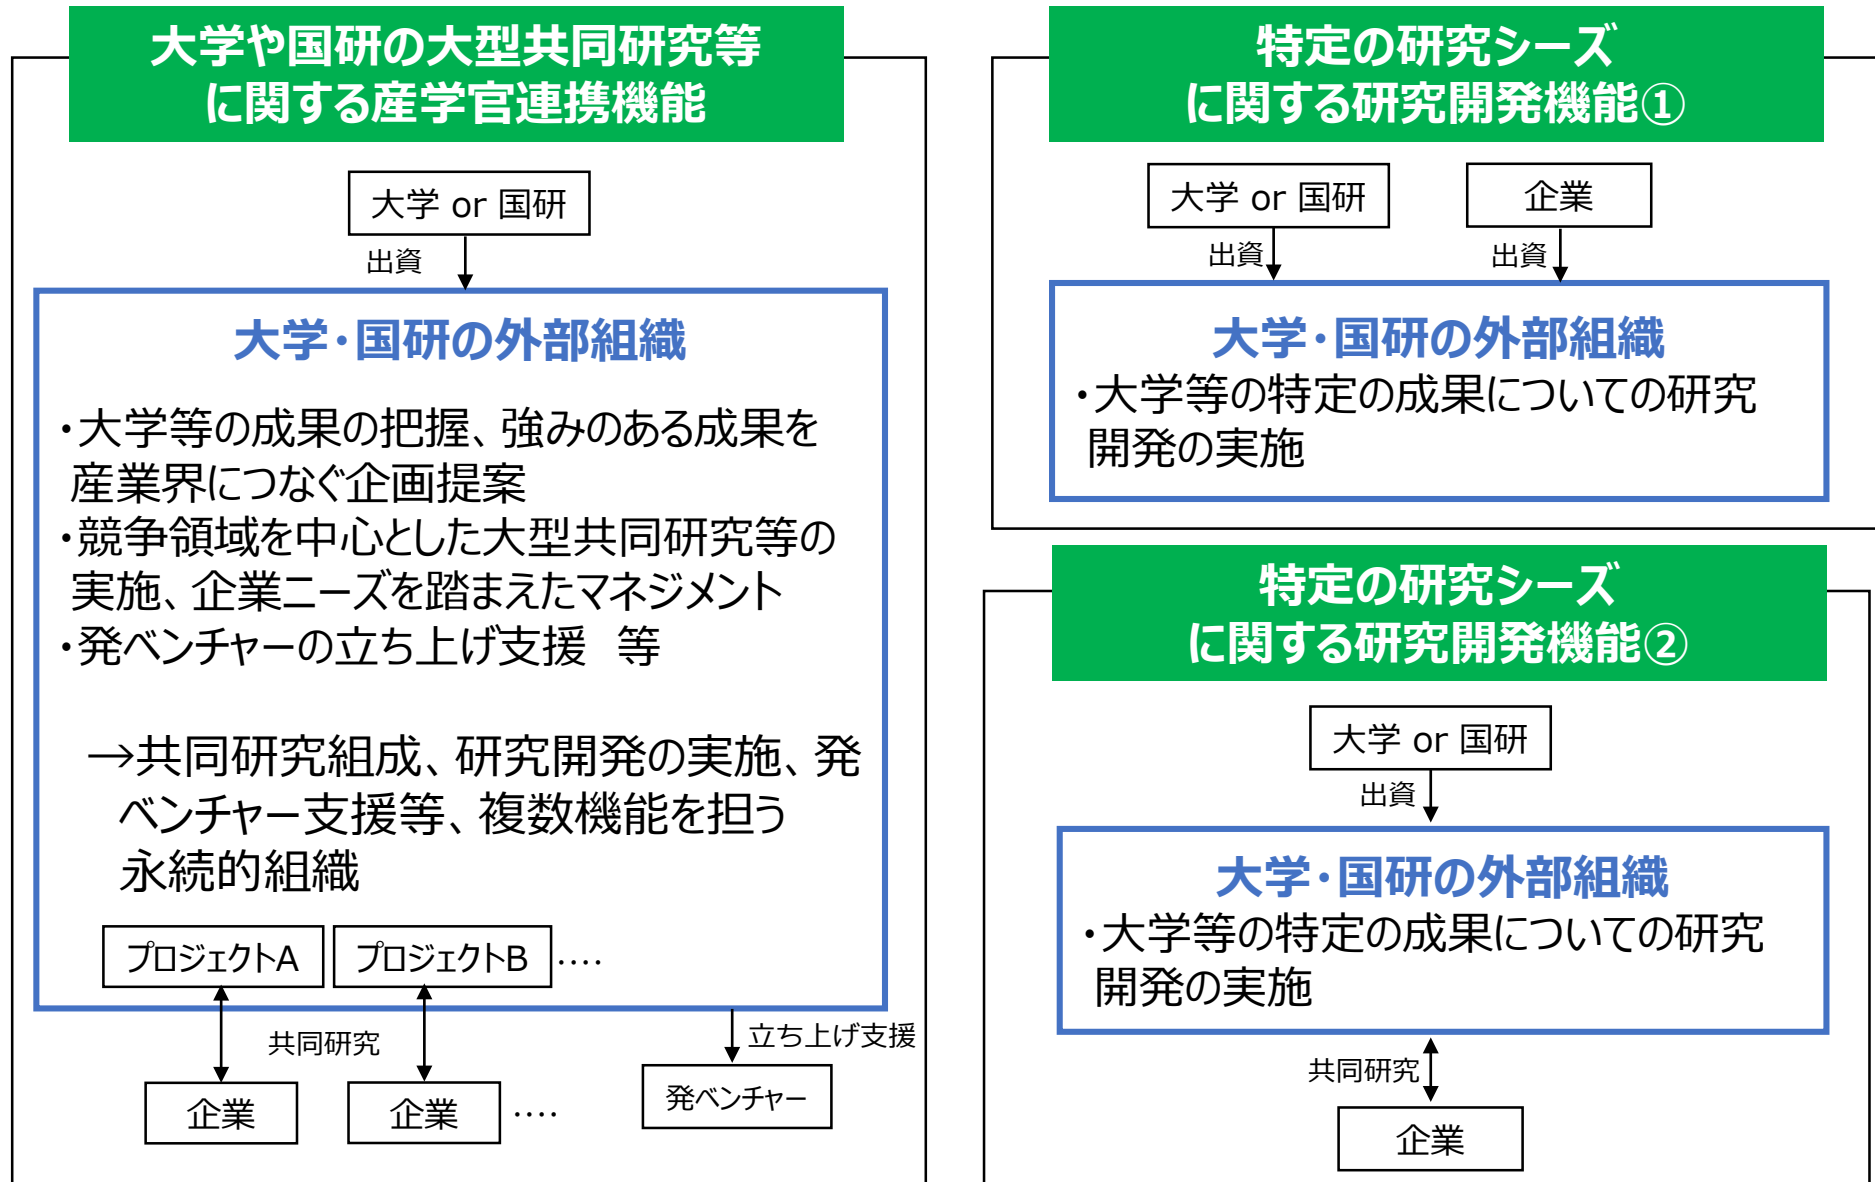 大学や国研の大型共同研究等
に関する産学官連携機能
大学 or 国研
出資
大学・国研の外部組織
・大学等の成果の把握、強みのある成果を
産業界につなぐ企画提案
・競争領域を中心とした大型共同研究等の
実施、企業ニーズを踏まえたマネジメント
・発ベンチャーの立ち上げ支援　等
→共同研究組成、研究開発の実施、発
ベンチャー支援等、複数機能を担う
永続的組織
プロジェクトA
プロジェクトB
‥‥
共同研究
立ち上げ支援
企業
企業
‥‥
発ベンチャー
特定の研究シーズ
に関する研究開発機能①
大学 or 国研
企業
出資
出資
大学・国研の外部組織
・大学等の特定の成果についての研究
開発の実施
特定の研究シーズ
に関する研究開発機能②
大学 or 国研
出資
大学・国研の外部組織
・大学等の特定の成果についての研究
開発の実施
共同研究
企業